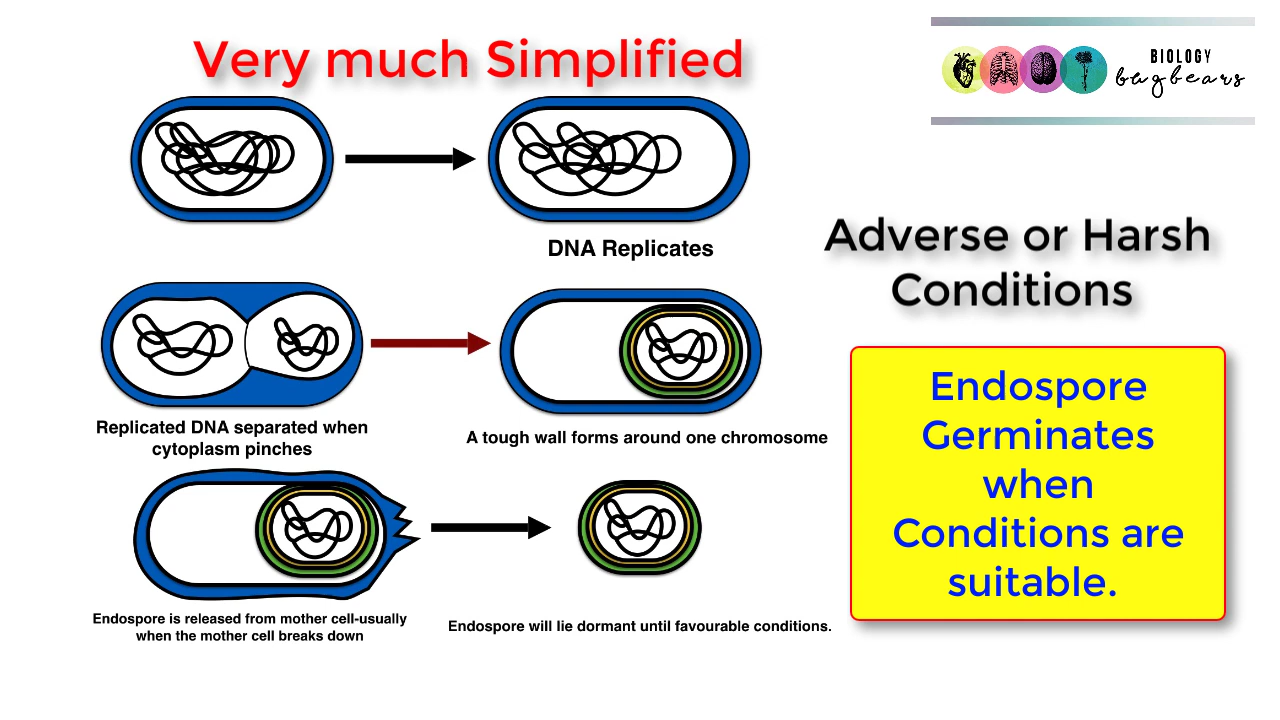 Very much Simplified
BIOLOGY
bugbears
DNA Replicates
Adverse or Harsh
Conditions
Replicated DNA separated when
cytoplasm pinches
A tough wall forms around one chromosome
Endospore
Germinates
when
Conditions are
suitable.
Endospore is released from mother cell-usually
when the mother cell breaks down
Endospore will lie dormant until favourable conditions.